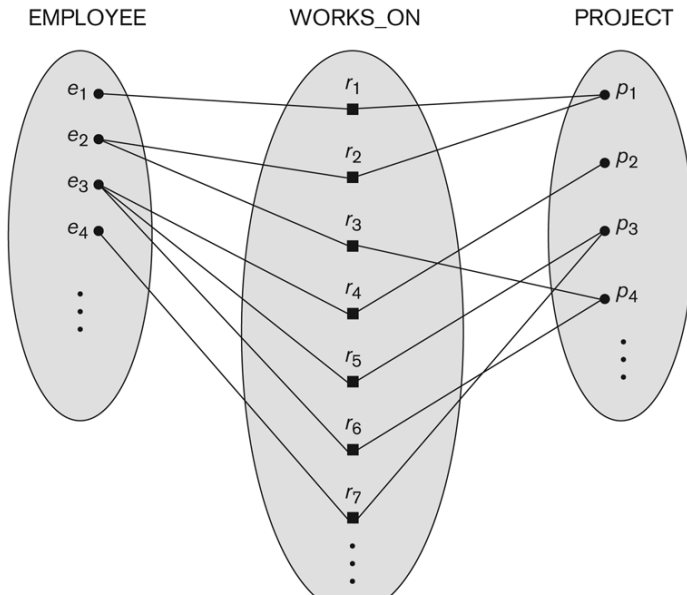 EMPLOYEE WORKS_ON PROJECT
e1
e2
e3
e4
r1
r2
r3
r4
r5
r6
r7
p1
p2
p3
p4